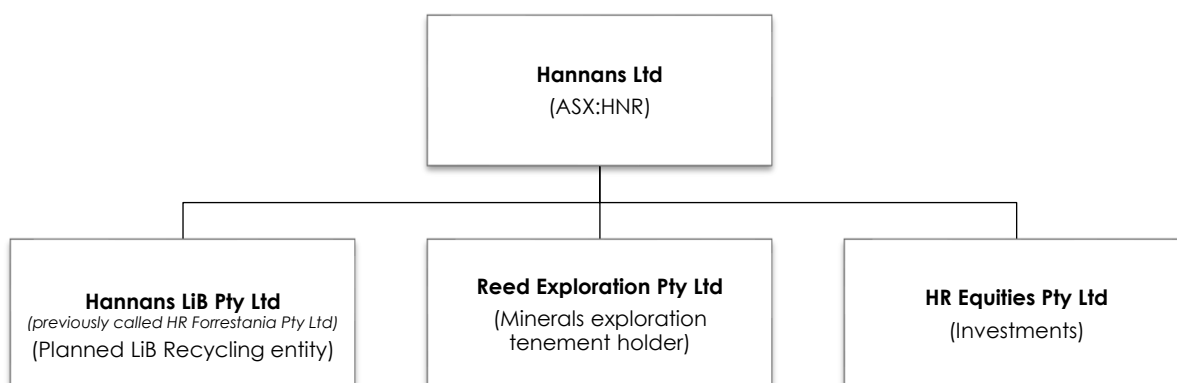 Hannans Ltd
(ASX:HNR)
Hannans LiB Pty Ltd
(previously called HR Forrestania Pty Ltd)
(Planned LiB Recycling entity)
Reed Exploration Pty Ltd
(Minerals exploration
tenement holder)
HR Equities Pty Ltd
(Investments)